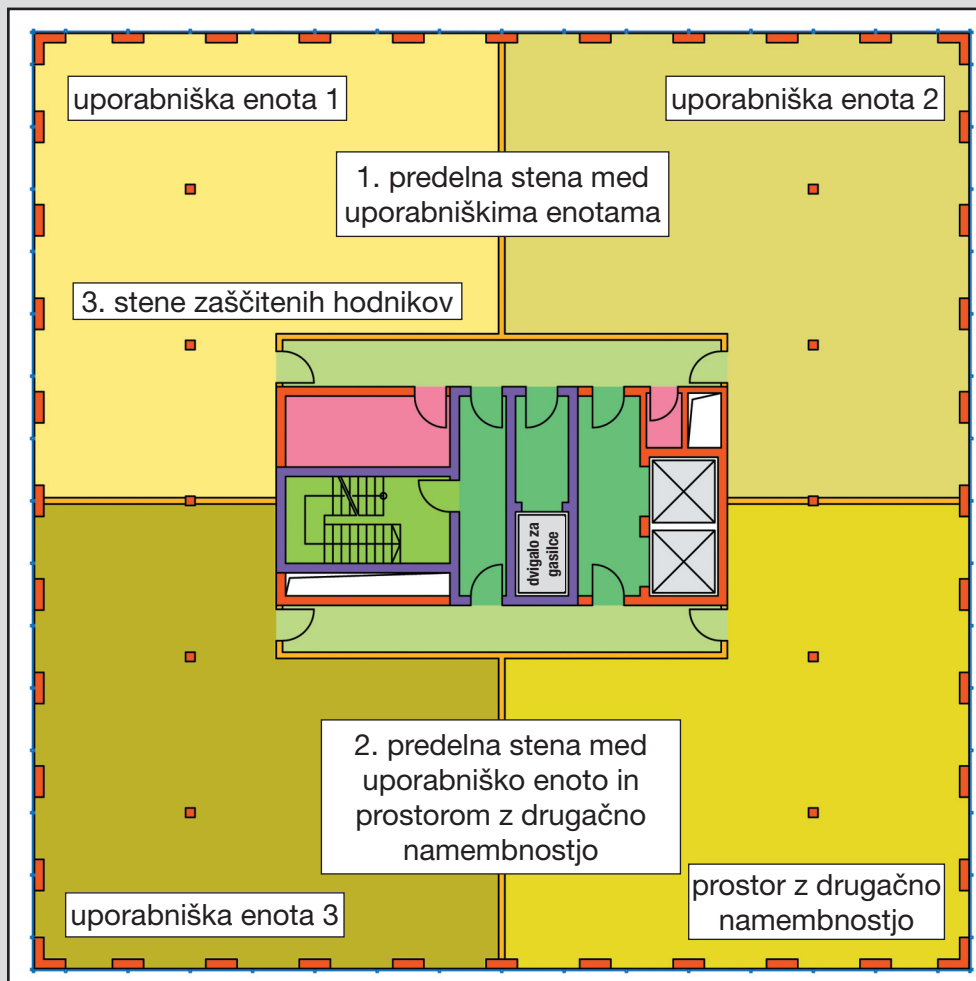 uporabniška enota 1
uporabniška enota 2
1. predelna stena med
uporabniškima enotama
3. stene zaščitenih hodnikov
dvigalo za
gasilce
2. predelna stena med
uporabniško enoto in
prostorom z drugačno
namembnostjo
uporabniška enota 3
prostor z drugačno
namembnostjo